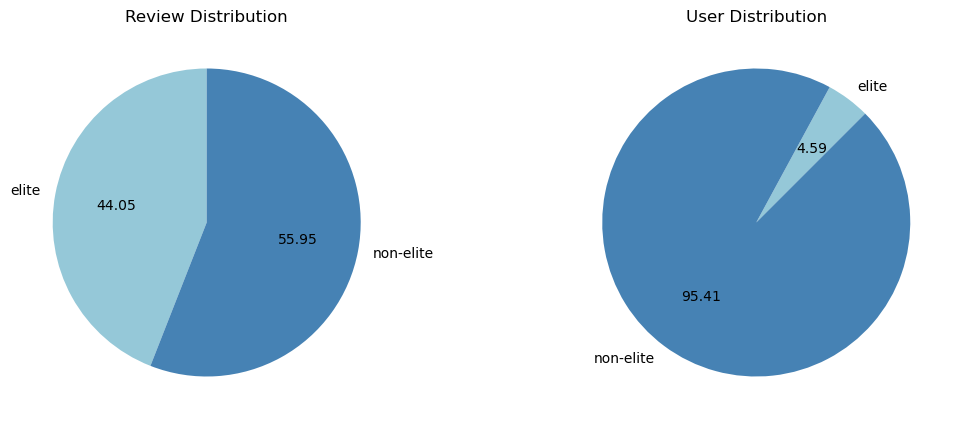 Review Distribution
elite
44.05
55.95
non-elite
User Distribution
elite
4.59
95.41
non-elite